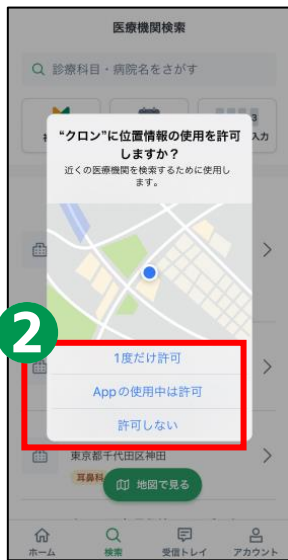 医療機関検索
診療科目・病院名をさがす
3
入力
“クロン”に位置情報の使用を許可
しますか？
近くの医療機関を検索するために使用し
ます。
2
1度だけ許可
Appの使用中は許可
許可しない
東京都千代田区神田
耳鼻科
地図で見る
ホーム
検索
受信トレイ
アカウント